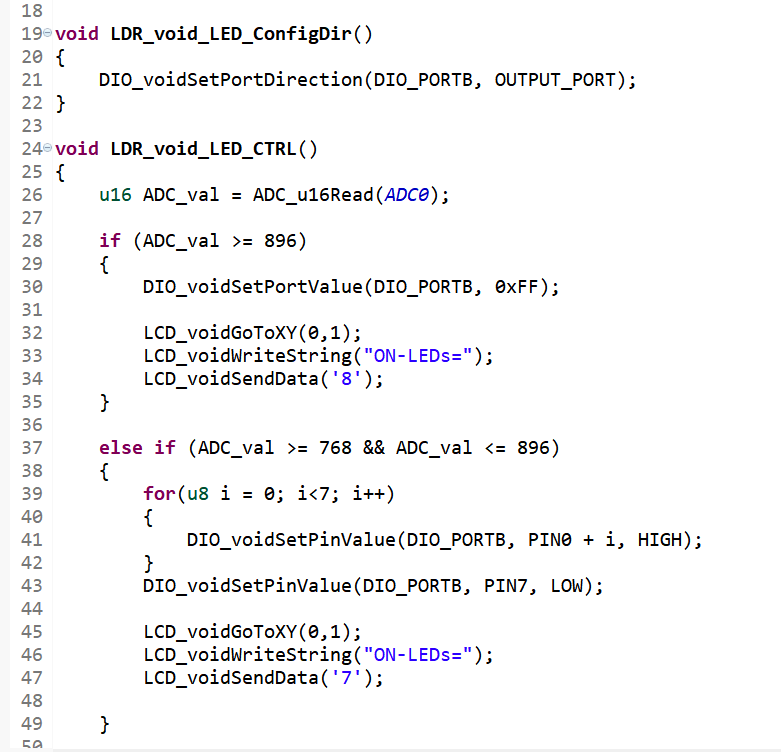 18
19 void LDR_void_LED_ConfigDir()
20 {
21     DIO_voidSetPortDirection(DIO_PORTB, OUTPUT_PORT);
22 }
23
24 void LDR_void_LED_CTRL()
25 {
26     u16 ADC_val = ADC_u16Read(ADC0);
27
28     if (ADC_val >= 896)
29     {
30         DIO_voidSetPortValue(DIO_PORTB, 0xFF);
31
32         LCD_voidGoToXY(0,1);
33         LCD_voidWriteString("ON-LEDs=");
34         LCD_voidSendData('8');
35     }
36
37     else if (ADC_val >= 768 && ADC_val <= 896)
38     {
39         for(u8 i = 0; i<7; i++)
40         {
41             DIO_voidSetPinValue(DIO_PORTB, PIN0 + i, HIGH);
42         }
43         DIO_voidSetPinValue(DIO_PORTB, PIN7, LOW);
44
45         LCD_voidGoToXY(0,1);
46         LCD_voidWriteString("ON-LEDs=");
47         LCD_voidSendData('7');
48
49     }
50